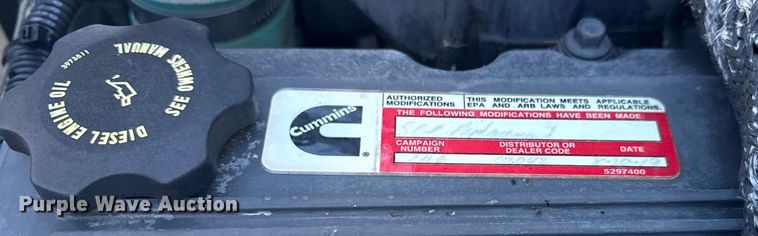 3973811
DIESEL ENGINE OIL
SEE OWNERS MANUAL
Cummins
®
AUTHORIZED
MODIFICATIONS
THIS MODIFICATION MEETS APPLICABLE
EPA AND ARB LAWS AND REGULATIONS.
THE FOLLOWING MODIFICATIONS HAVE BEEN MADE:
CAMPAIGN
NUMBER
DISTRIBUTOR OR
DEALER CODE
DATE
5297400
Purple Wave Auction